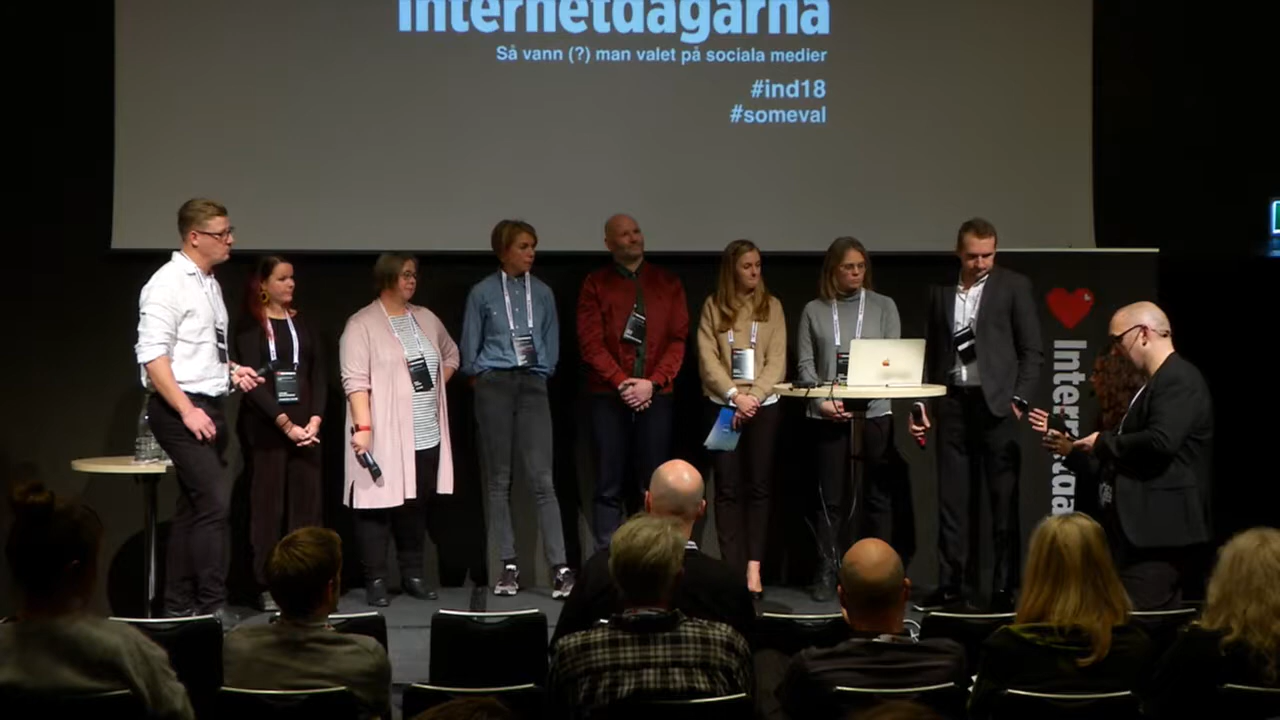 internetdagarna
Så vann (?) man valet på sociala medier
#ind18
#someval